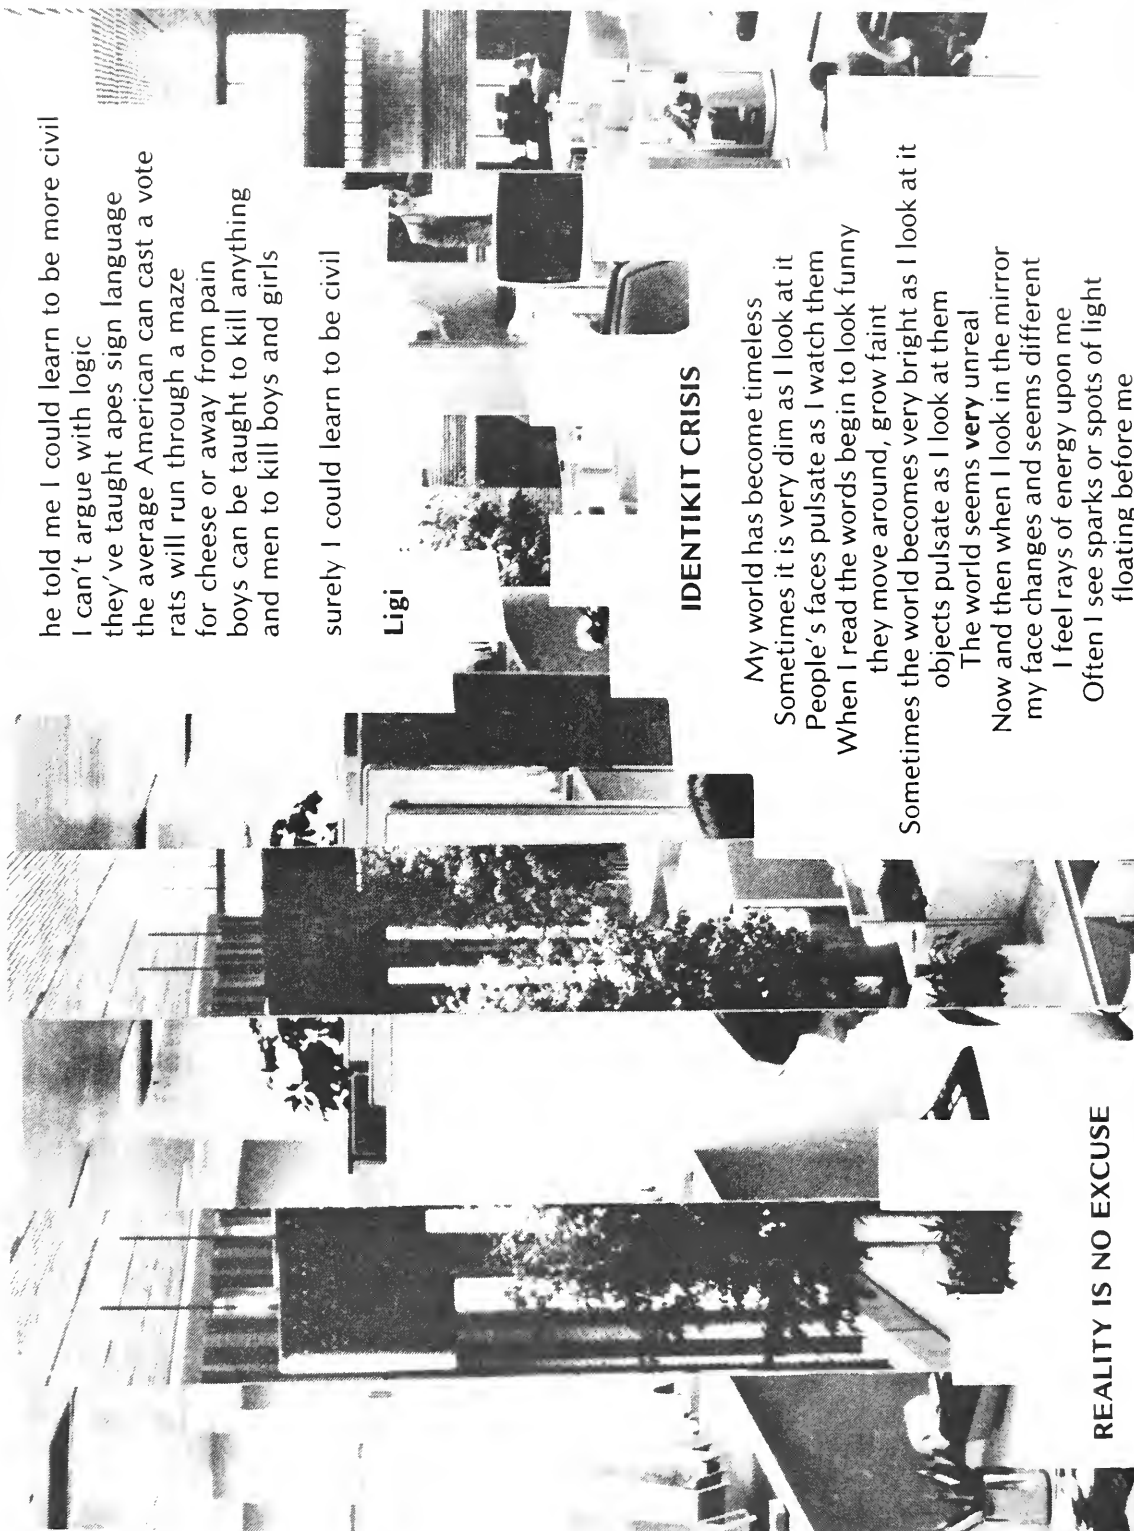 he told me I could learn to be more civil
I can't argue with logic
they've taught apes sign language
the average American can cast a vote
rats will run through a maze
for cheese or away from pain
boys can be taught to kill anything
and men to kill boys and girls
surely I could learn to be civil
Ligi
IDENTIKIT CRISIS
My world has become timeless
Sometimes it is very dim as I look at it
People's faces pulsate as I watch them
When I read the words begin to look funny
they move around, grow faint
Sometimes the world becomes very bright as I look at it
objects pulsate as I look at them
The world seems very unreal
Now and then when I look in the mirror
my face changes and seems different
I feel rays of energy upon me
Often I see sparks or spots of light
floating before me
REALITY IS NO EXCUSE